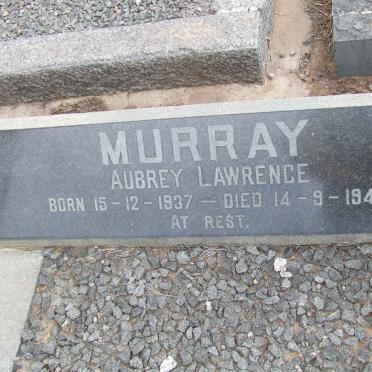 MURRAY
AUBREY LAWRENCE
BORN 15-12-1937 — DIED 14-9-194
AT REST.